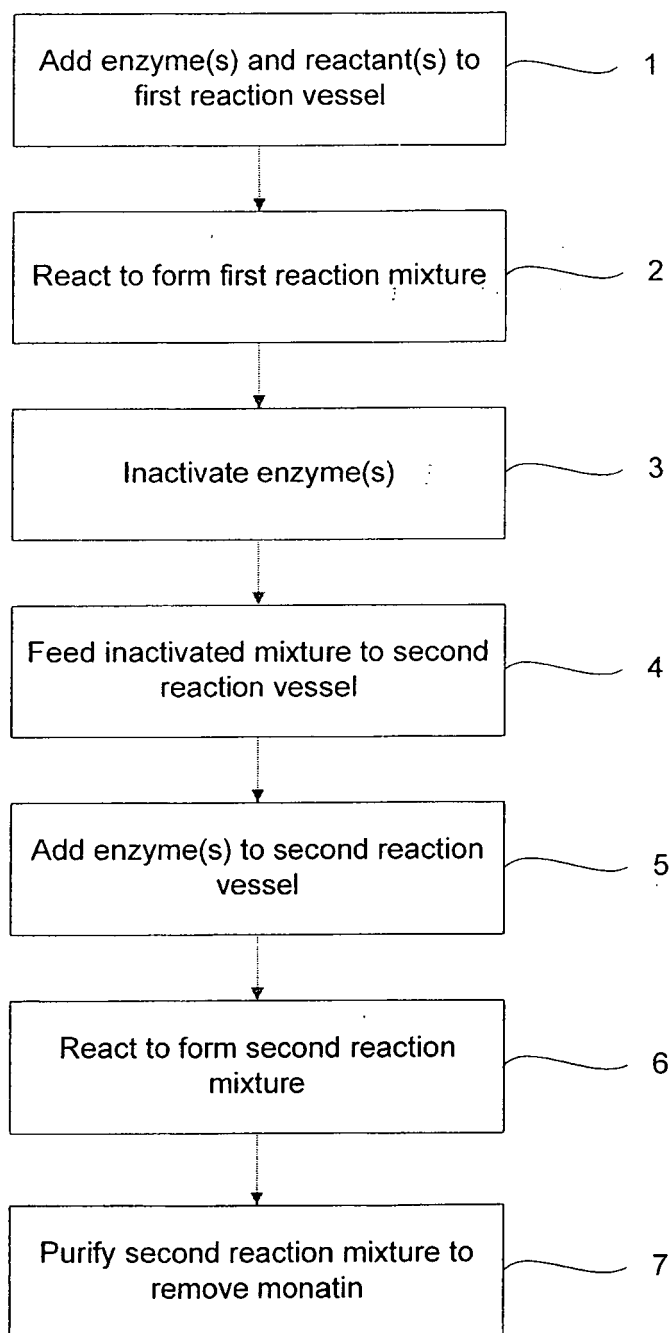 Add enzyme(s) and reactant(s) to
first reaction vessel
1
React to form first reaction mixture
2
Inactivate enzyme(s)
3
Feed inactivated mixture to second
reaction vessel
4
Add enzyme(s) to second reaction
vessel
5
React to form second reaction
mixture
6
Purify second reaction mixture to
remove monatin
7